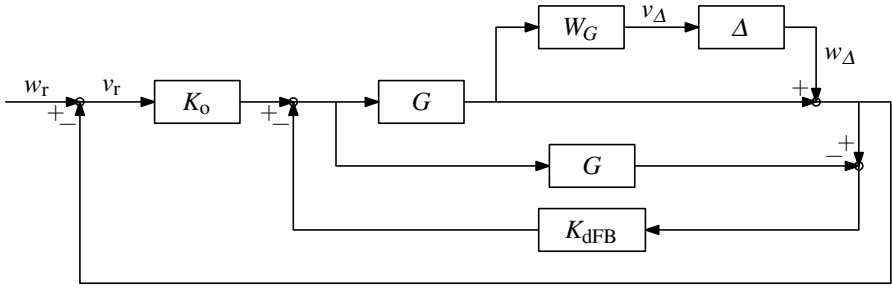 W_G
v_Δ
Δ
w_Δ
w_r
v_r
K_o
G
+
−
+
−
+
+
−
G
K_dFB